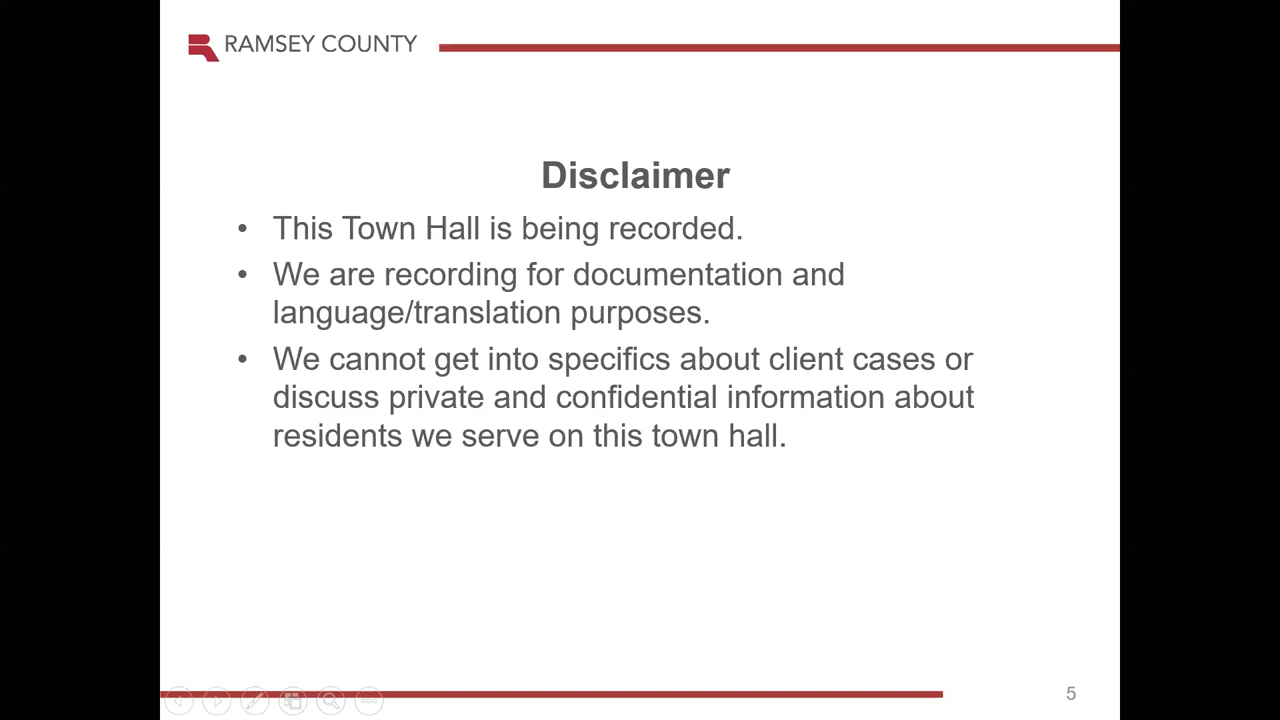 RAMSEY COUNTY
Disclaimer
• This Town Hall is being recorded.
• We are recording for documentation and
language/translation purposes.
• We cannot get into specifics about client cases or
discuss private and confidential information about
residents we serve on this town hall.
5